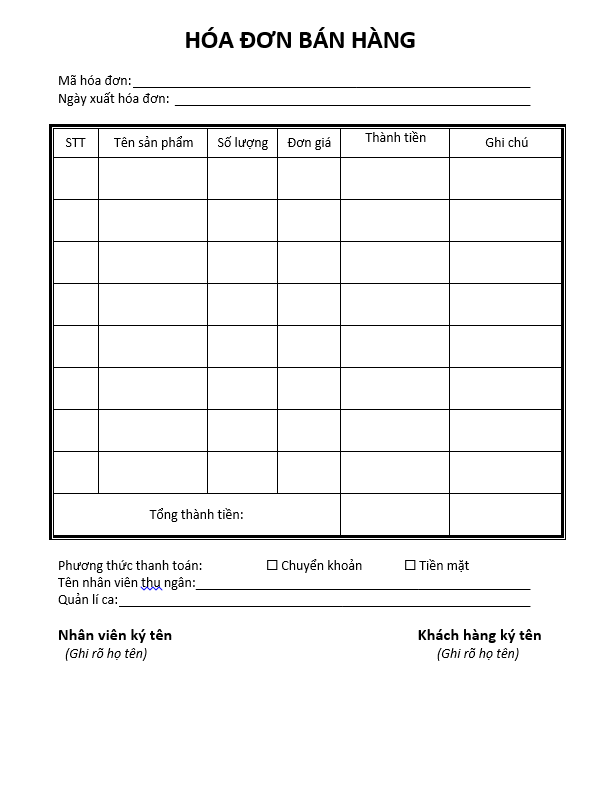 HÓA ĐƠN BÁN HÀNG
Mã hóa đơn:
Ngày xuất hóa đơn:
STT Tên sản phẩm Số lượng Đơn giá Thành tiền Ghi chú
Tổng thành tiền:
Phương thức thanh toán: ☐ Chuyển khoản ☐ Tiền mặt
Tên nhân viên thu ngân:
Quản lí ca:
Nhân viên ký tên Khách hàng ký tên
(Ghi rõ họ tên) (Ghi rõ họ tên)